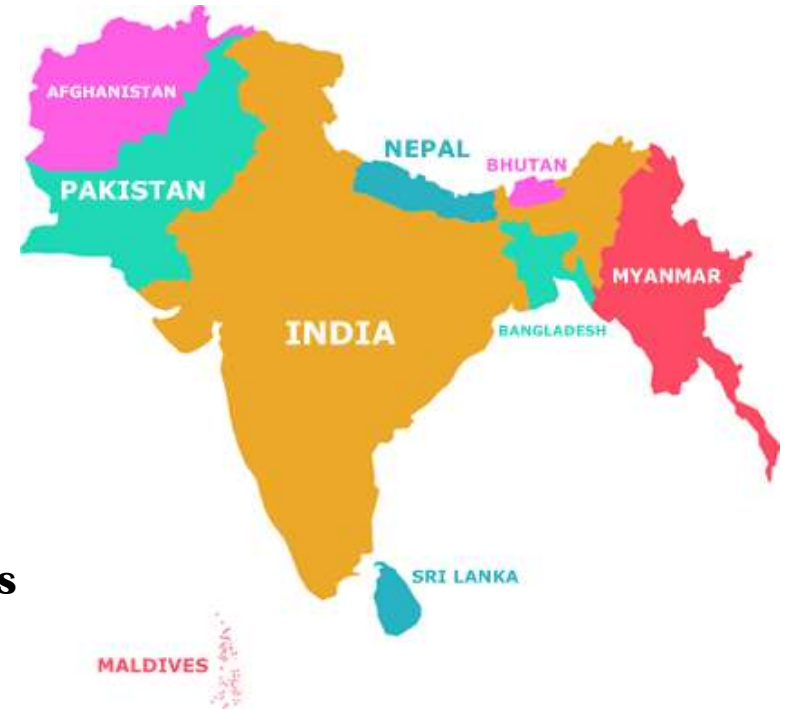 AFGHANISTAN
NEPAL
BHUTAN
PAKISTAN
MYANMAR
INDIA
BANGLADESH
SRI LANKA
s
MALDIVES